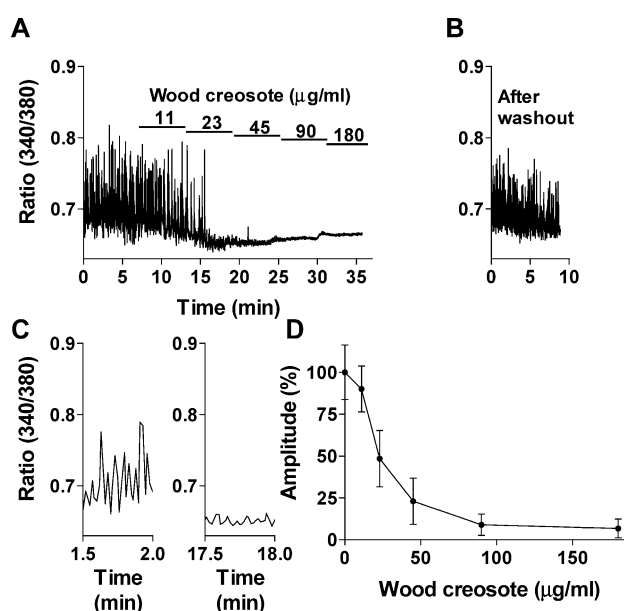 A
0.9
0.8
0.7
Ratio (340/380)
Wood creosote (μg/ml)
11 23 45 90 180
0 5 10 15 20 25 30 35
Time (min)
B
0.9
0.8
0.7
After
washout
0 5 10
C
0.9
0.8
0.7
Ratio (340/380)
1.5 2.0
Time
(min)
0.9
0.8
0.7
17.5 18.0
Time
(min)
D
Amplitude (%)
100
75
50
25
0
0 50 100 150
Wood creosote (μg/ml)